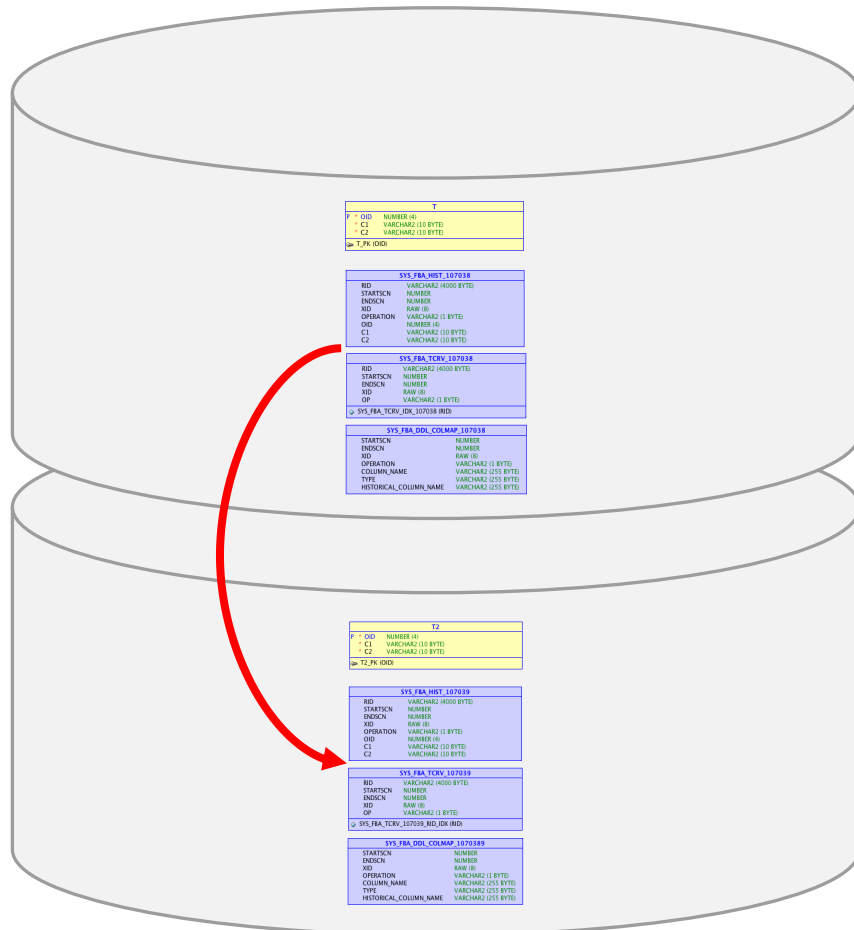 T
P * OID NUMBER (4)
* C1 VARCHAR2 (10 BYTE)
* C2 VARCHAR2 (10 BYTE)
T_PK (OID)
SYS_FBA_HIST_107038
RID VARCHAR2 (4000 BYTE)
STARTSCN NUMBER
ENDSCN NUMBER
XID RAW (8)
OPERATION VARCHAR2 (1 BYTE)
OID NUMBER (4)
C1 VARCHAR2 (10 BYTE)
C2 VARCHAR2 (10 BYTE)
SYS_FBA_TCRV_107038
RID VARCHAR2 (4000 BYTE)
STARTSCN NUMBER
ENDSCN NUMBER
XID RAW (8)
OP VARCHAR2 (1 BYTE)
SYS_FBA_TCRV_IDX_107038 (RID)
SYS_FBA_DDL_COLMAP_107038
STARTSCN NUMBER
ENDSCN NUMBER
XID RAW (8)
OPERATION VARCHAR2 (1 BYTE)
COLUMN_NAME VARCHAR2 (255 BYTE)
TYPE VARCHAR2 (255 BYTE)
HISTORICAL_COLUMN_NAME VARCHAR2 (255 BYTE)
T2
P * OID NUMBER (4)
* C1 VARCHAR2 (10 BYTE)
* C2 VARCHAR2 (10 BYTE)
T2_PK (OID)
SYS_FBA_HIST_107039
RID VARCHAR2 (4000 BYTE)
STARTSCN NUMBER
ENDSCN NUMBER
XID RAW (8)
OPERATION VARCHAR2 (1 BYTE)
OID NUMBER (4)
C1 VARCHAR2 (10 BYTE)
C2 VARCHAR2 (10 BYTE)
SYS_FBA_TCRV_107039
RID VARCHAR2 (4000 BYTE)
STARTSCN NUMBER
ENDSCN NUMBER
XID RAW (8)
OP VARCHAR2 (1 BYTE)
SYS_FBA_TCRV_107039_RID_IDX (RID)
SYS_FBA_DDL_COLMAP_1070389
STARTSCN NUMBER
ENDSCN NUMBER
XID RAW (8)
OPERATION VARCHAR2 (1 BYTE)
COLUMN_NAME VARCHAR2 (255 BYTE)
TYPE VARCHAR2 (255 BYTE)
HISTORICAL_COLUMN_NAME VARCHAR2 (255 BYTE)